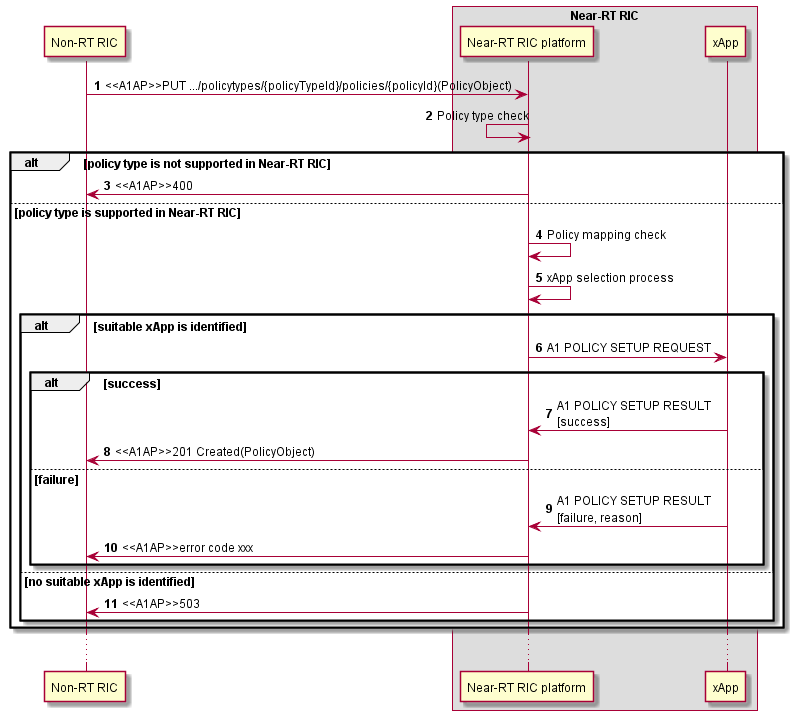 Near-RT RIC
Non-RT RIC
Near-RT RIC platform
xApp
1 <<A1AP>>PUT .../policytypes/{policyTypeId}/policies/{policyId}(PolicyObject)
2 Policy type check
alt [policy type is not supported in Near-RT RIC]
3 <<A1AP>>400
[policy type is supported in Near-RT RIC]
4 Policy mapping check
5 xApp selection process
alt [suitable xApp is identified]
6 A1 POLICY SETUP REQUEST
alt [success]
7 A1 POLICY SETUP RESULT
[success]
8 <<A1AP>>201 Created(PolicyObject)
[failure]
9 A1 POLICY SETUP RESULT
[failure, reason]
10 <<A1AP>>error code xxx
[no suitable xApp is identified]
11 <<A1AP>>503
Non-RT RIC
Near-RT RIC platform
xApp